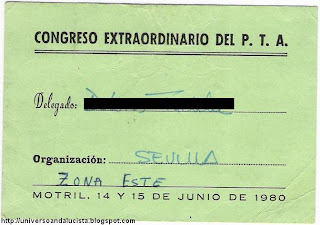 CONGRESO EXTRAORDINARIO DEL P. T. A.
Delegado:
Organización: SEVILLA
ZONA ESTE
MOTRIL, 14 Y 15 DE JUNIO DE 1980
http://universoandalucista.blogspot.com